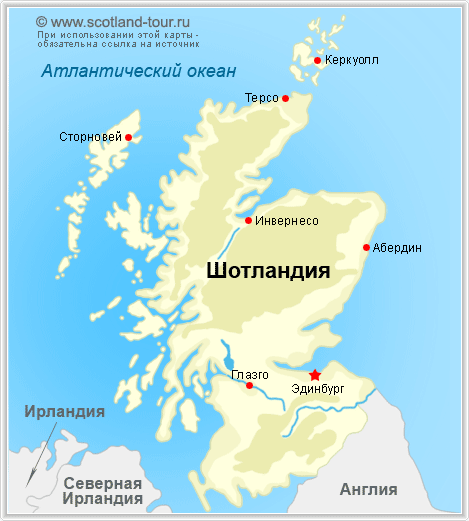 © www.scotland-tour.ru
При использовании этой карты -
обязательна ссылка на источник
Атлантический океан
Керкуолл
Терсо
Сторновей
Инвернесо
Абердин
Шотландия
Глазго
Эдинбург
Ирландия
Северная
Ирландия
Англия